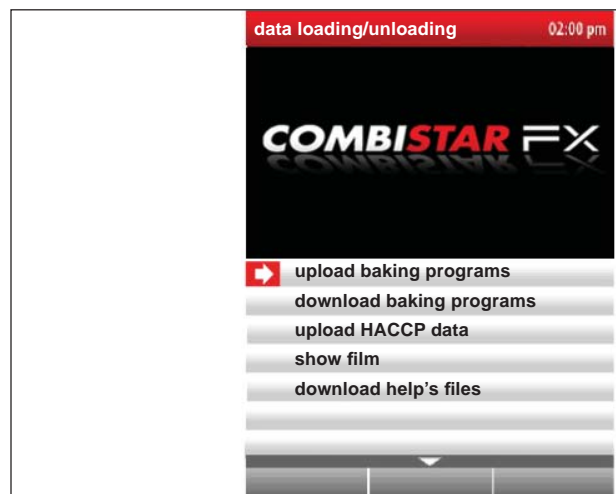 data loading/unloading 02:00 pm
COMBISTAR FX
upload baking programs
download baking programs
upload HACCP data
show film
download help's files